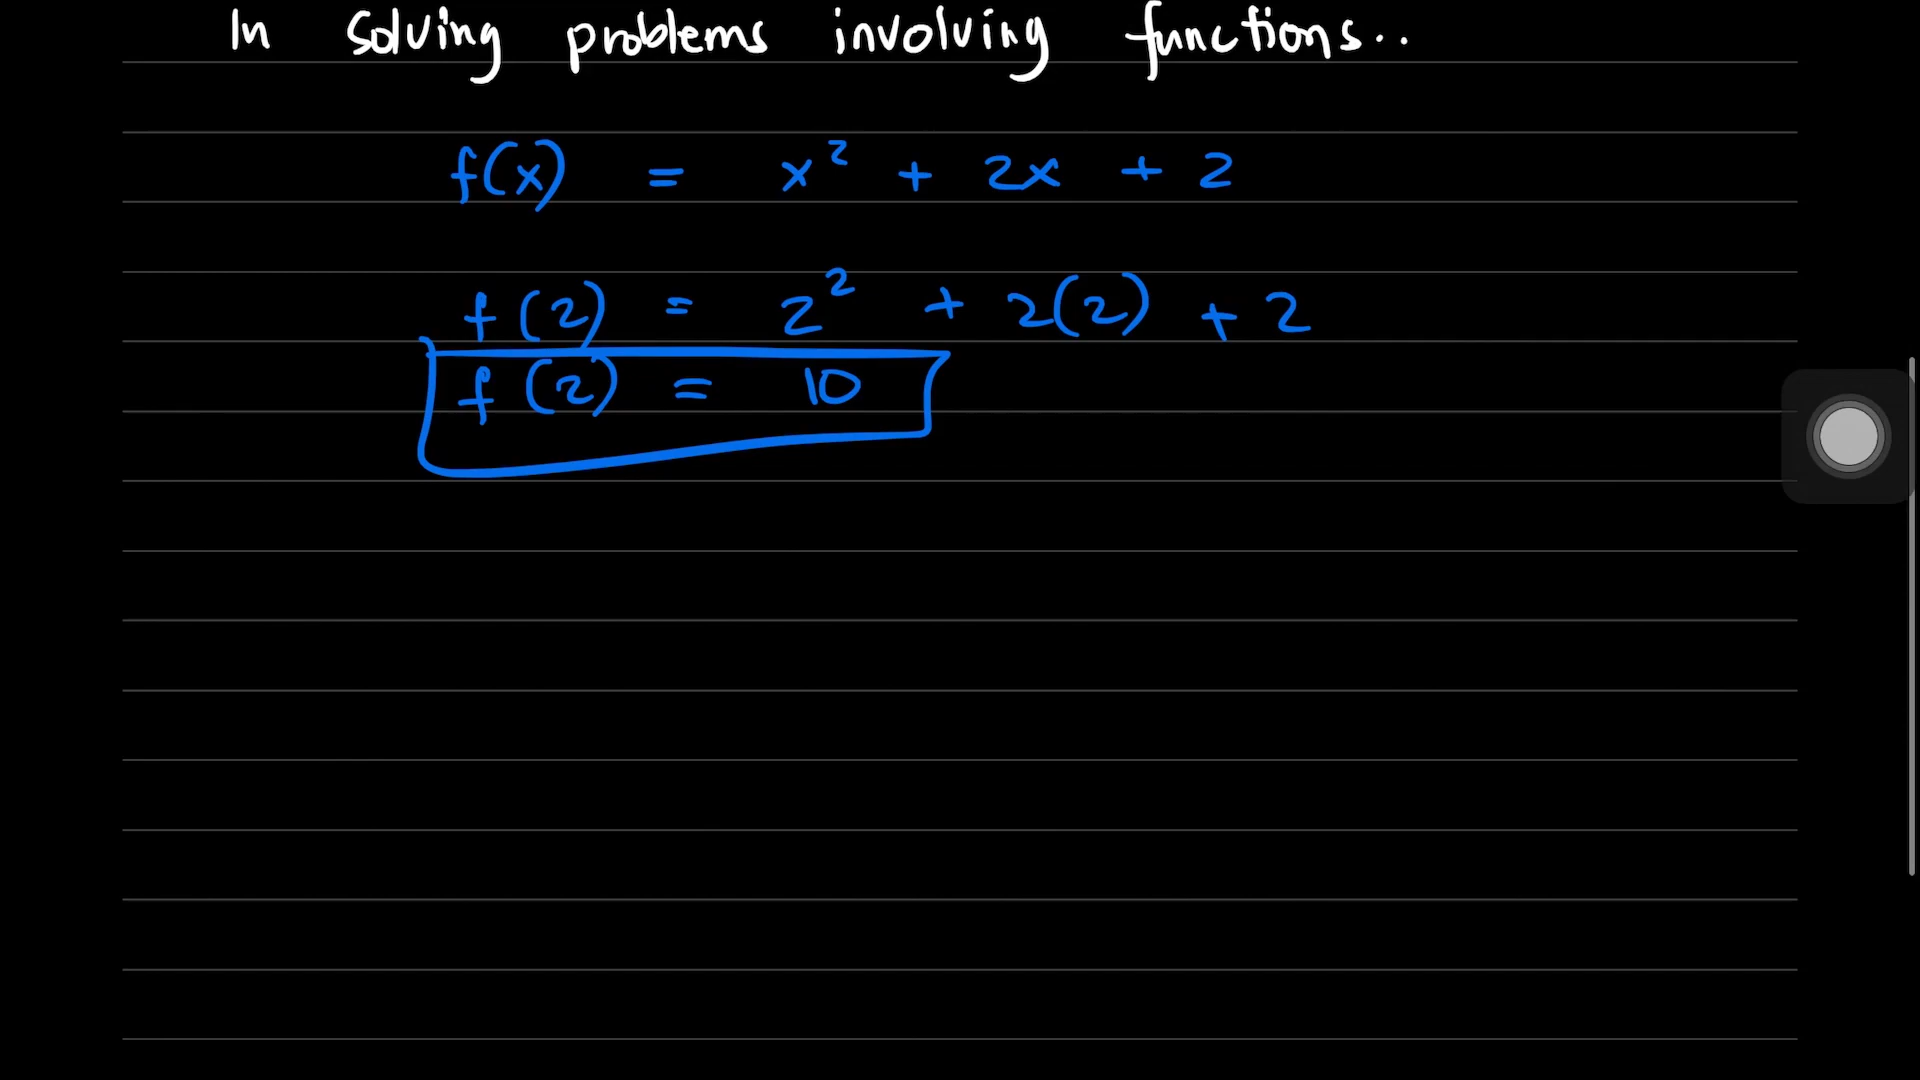 In solving problems involving functions..
f(x) = x² + 2x + 2
f(2) = 2² + 2(2) + 2
f(2) = 10